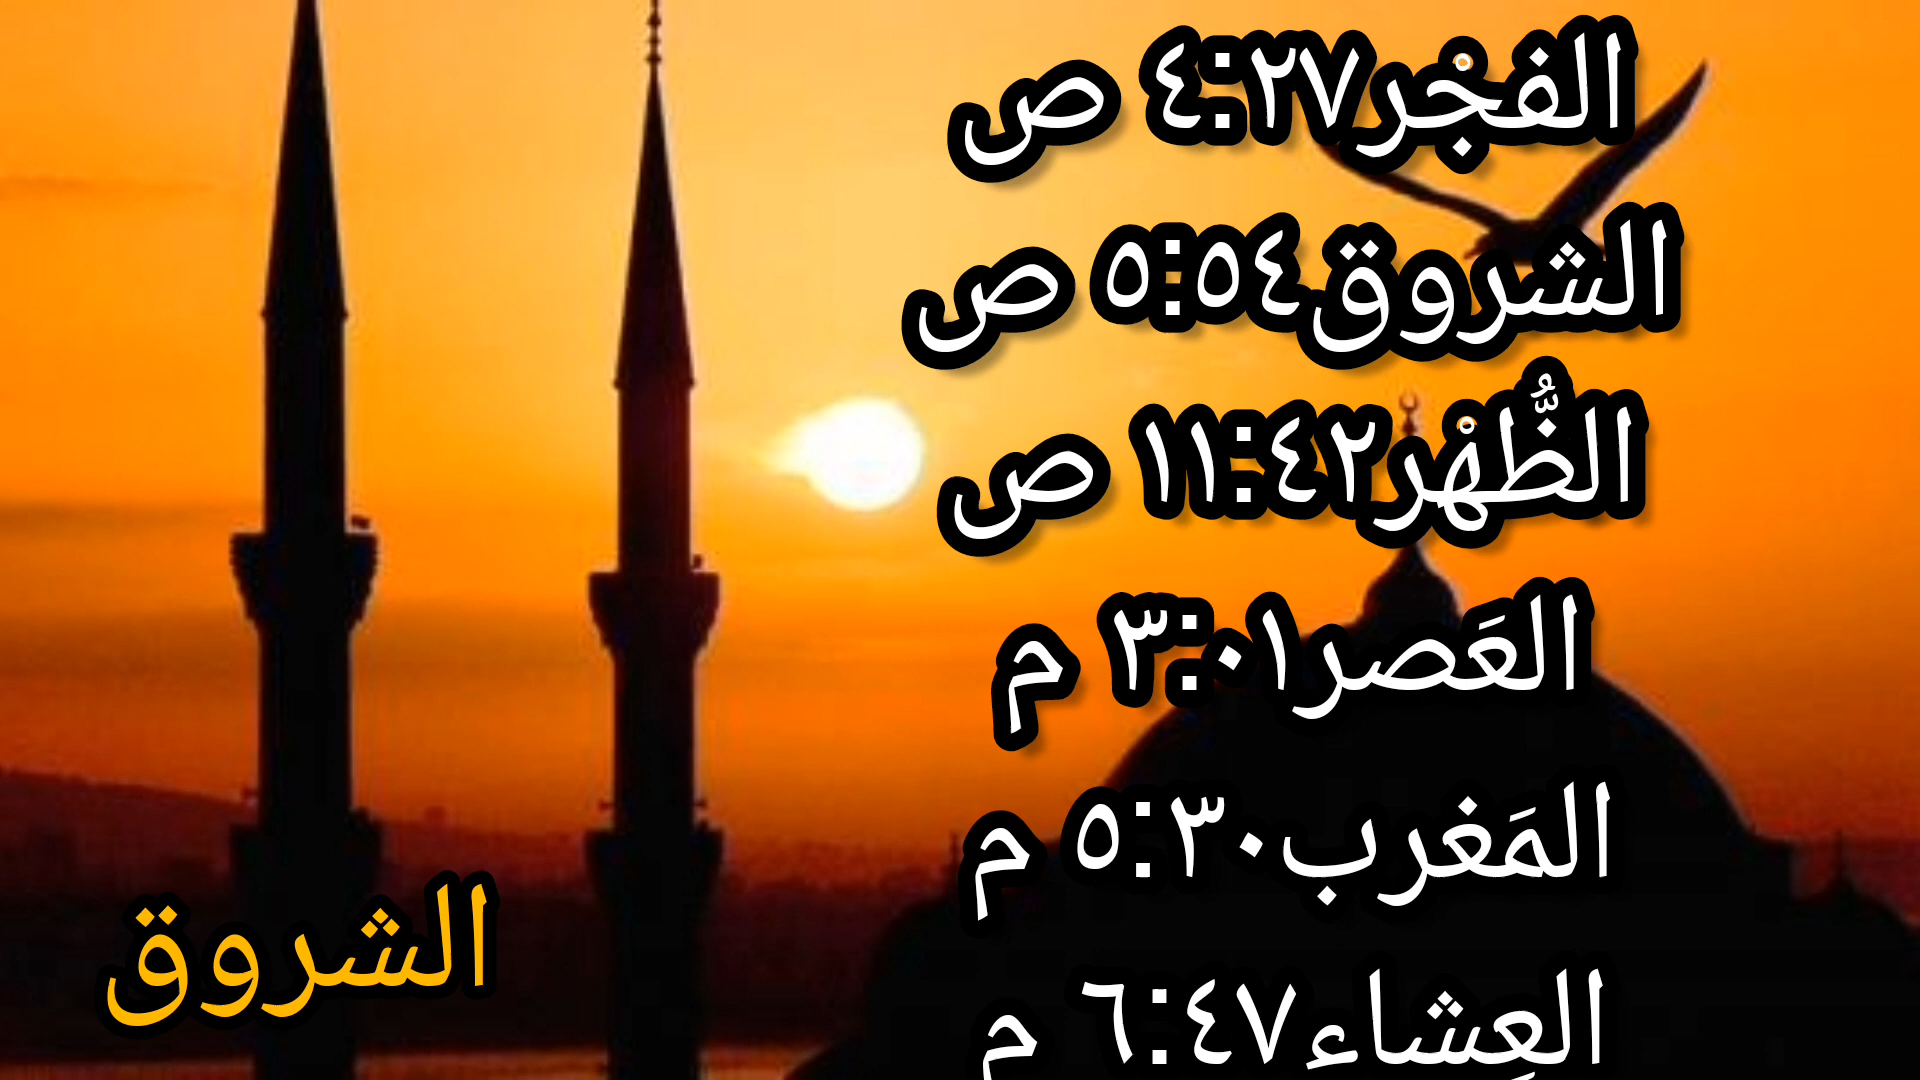 الفجْر٤:٢٧ ص
الشروق٥:٥٤ ص
الظُّهْر١١:٤٢ ص
العَصر٣:٠١ م
المَغرب٥:٣٠ م
العِشاء٦:٤٧ م
الشروق